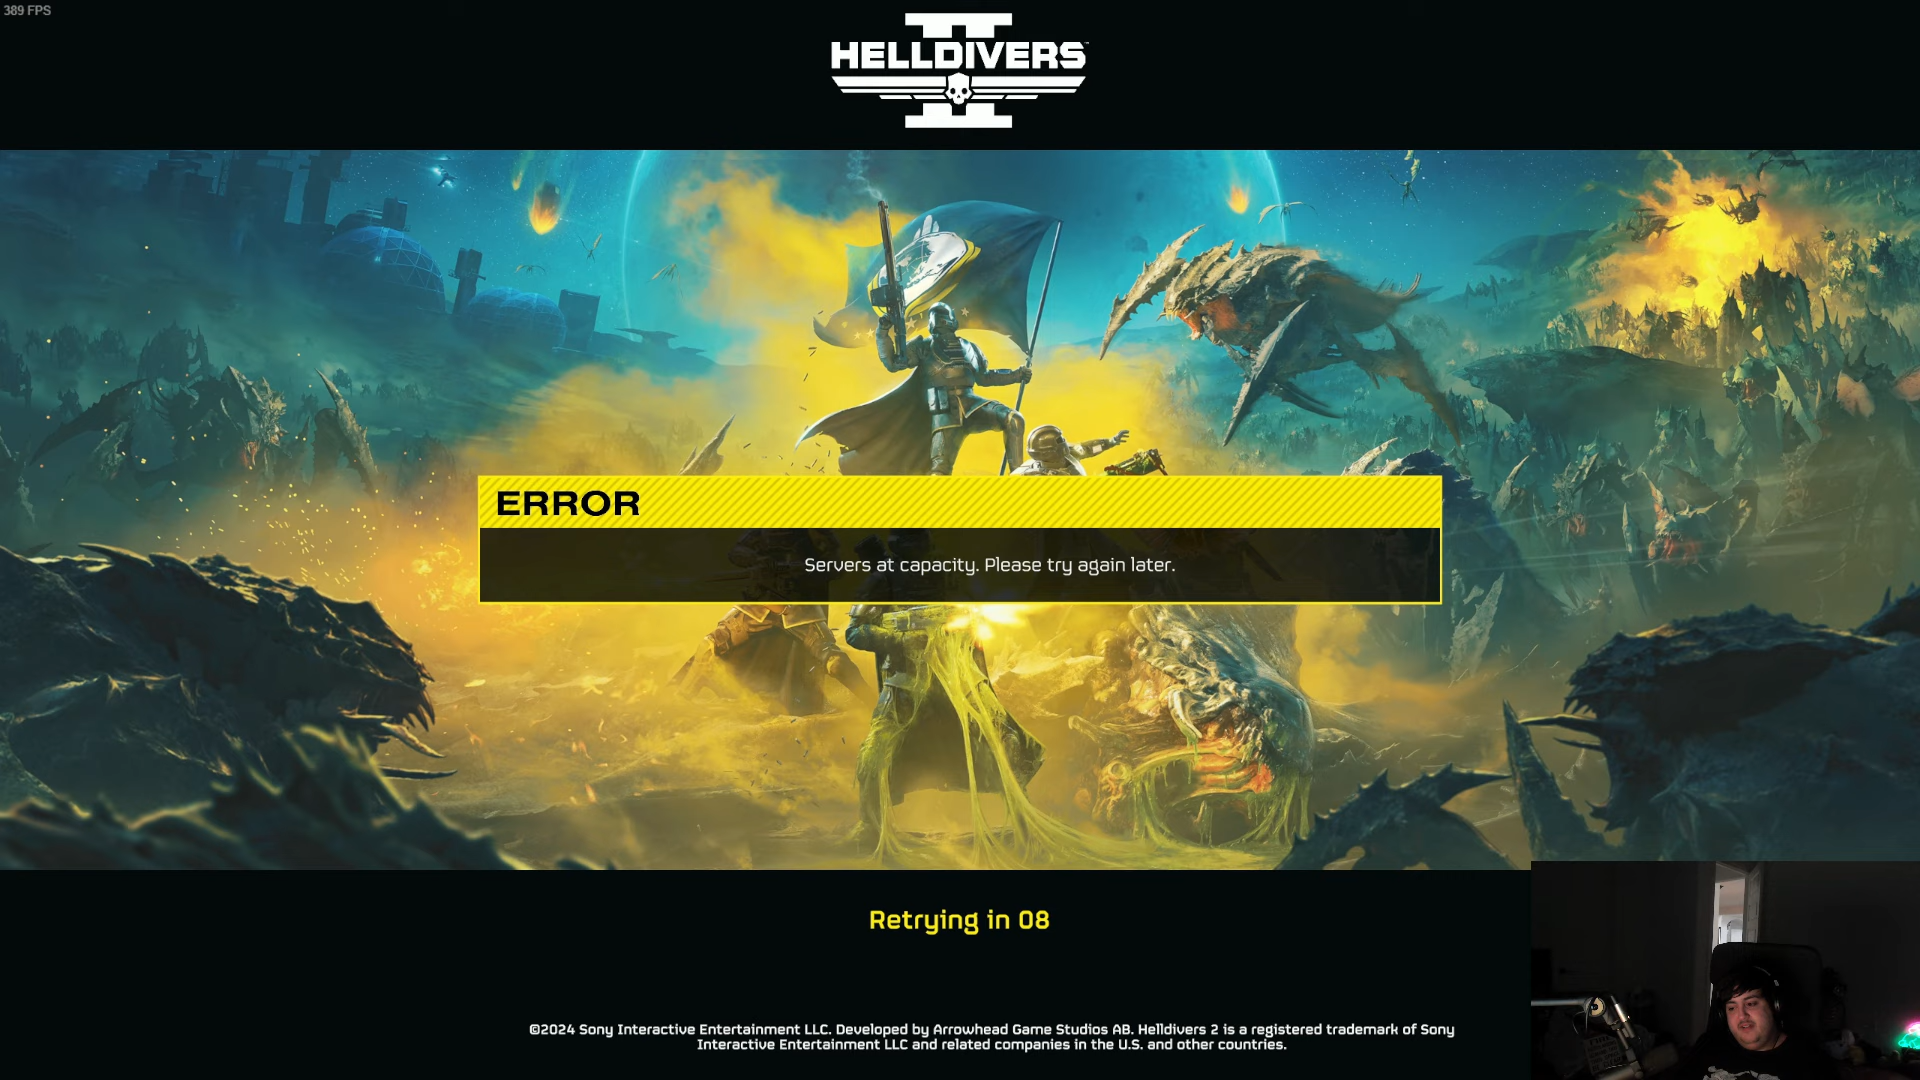 389 FPS
HELLDIVERS
II
ERROR
Servers at capacity. Please try again later.
Retrying in 08
©2024 Sony Interactive Entertainment LLC. Developed by Arrowhead Game Studios AB. Helldivers 2 is a registered trademark of Sony
Interactive Entertainment LLC and related companies in the U.S. and other countries.